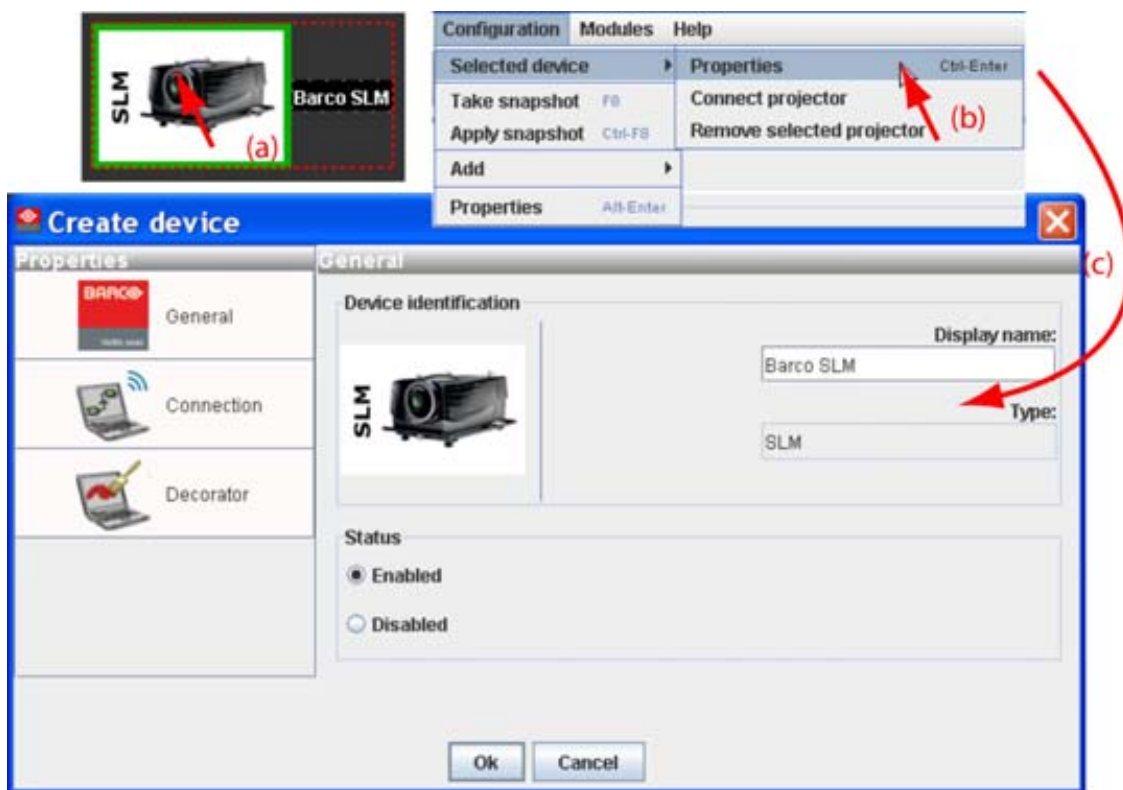 SLM
Barco SLM
(a)
Configuration Modules Help
Selected device
Take snapshot F8
Apply snapshot Ctrl-F8
Add
Properties Alt-Enter
Properties Ctrl-Enter
Connect projector
Remove selected projector
(b)
(c)
Create device
Properties
BARCO
General
Connection
Decorator
General
Device identification
SLM
Display name:
Barco SLM
Type:
SLM
Status
Enabled
Disabled
Ok
Cancel